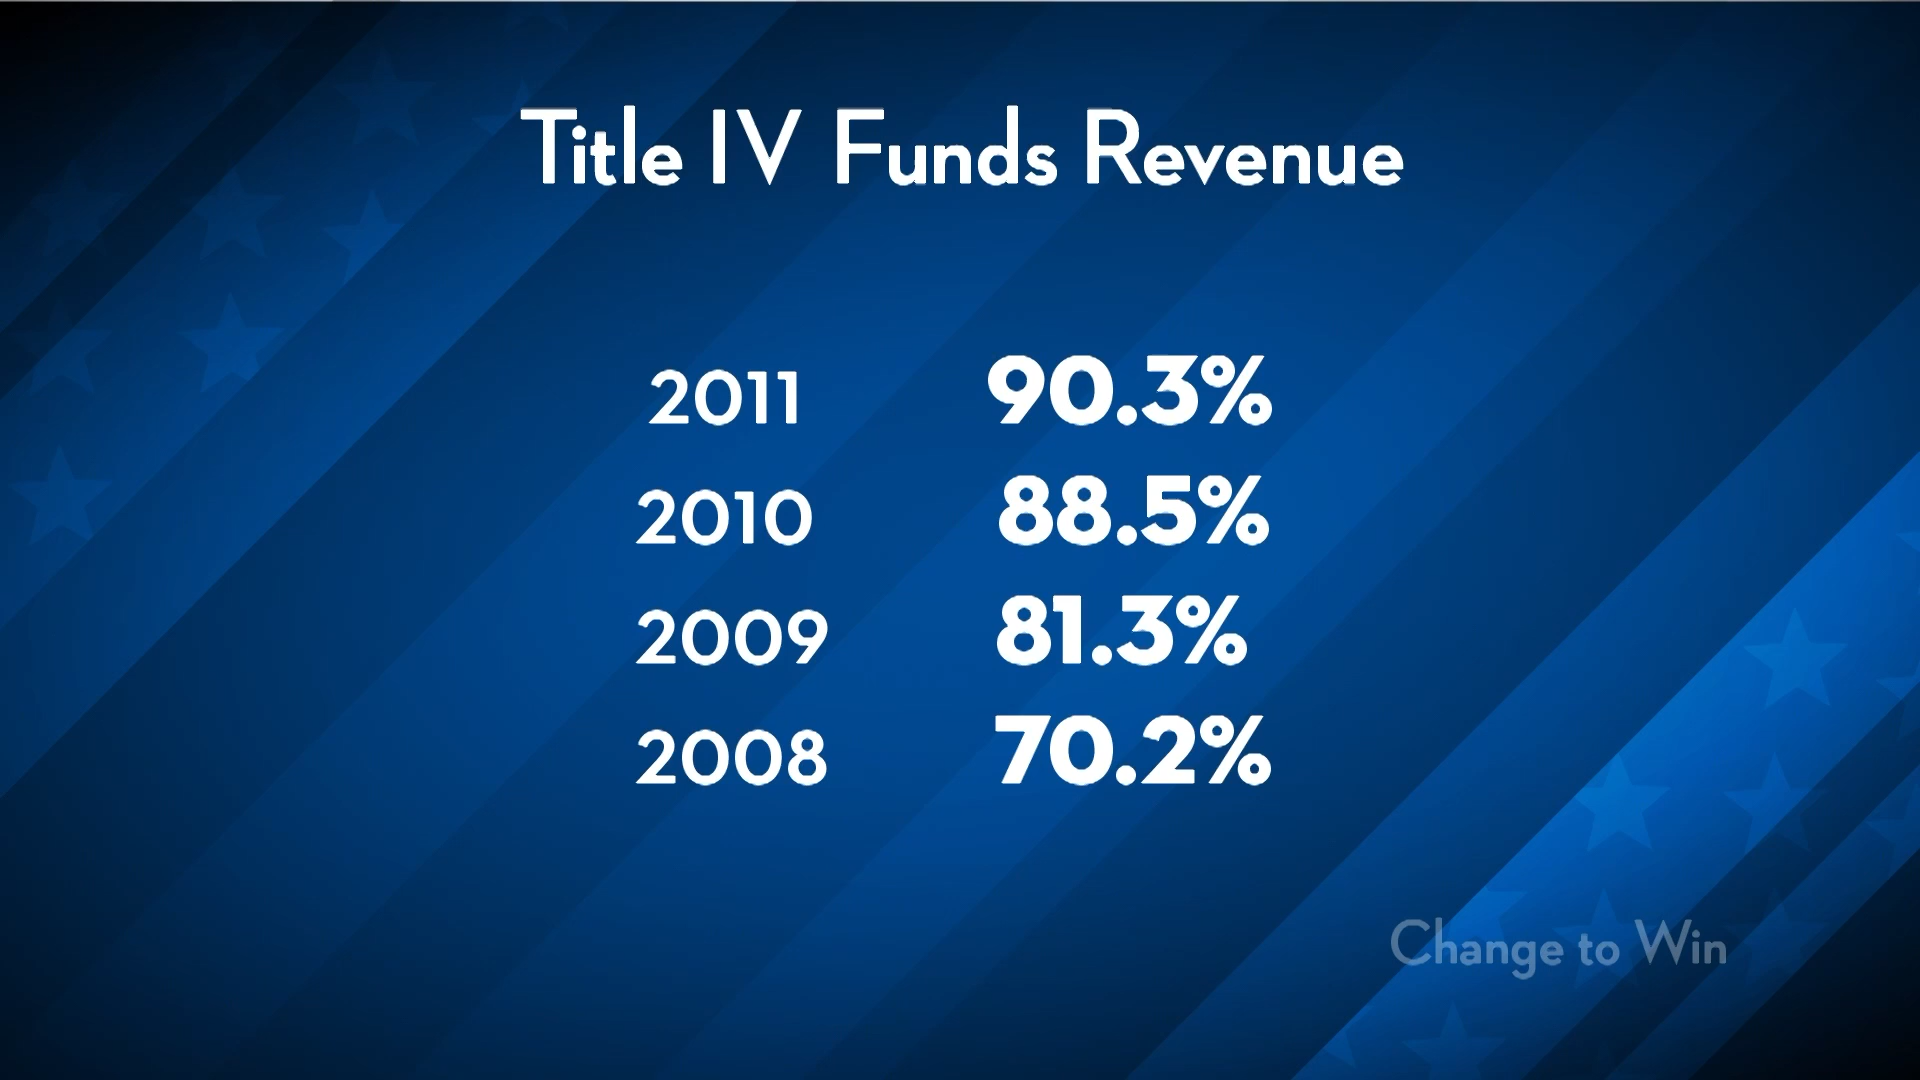 Title IV Funds Revenue
2011 90.3%
2010 88.5%
2009 81.3%
2008 70.2%
Change to Win